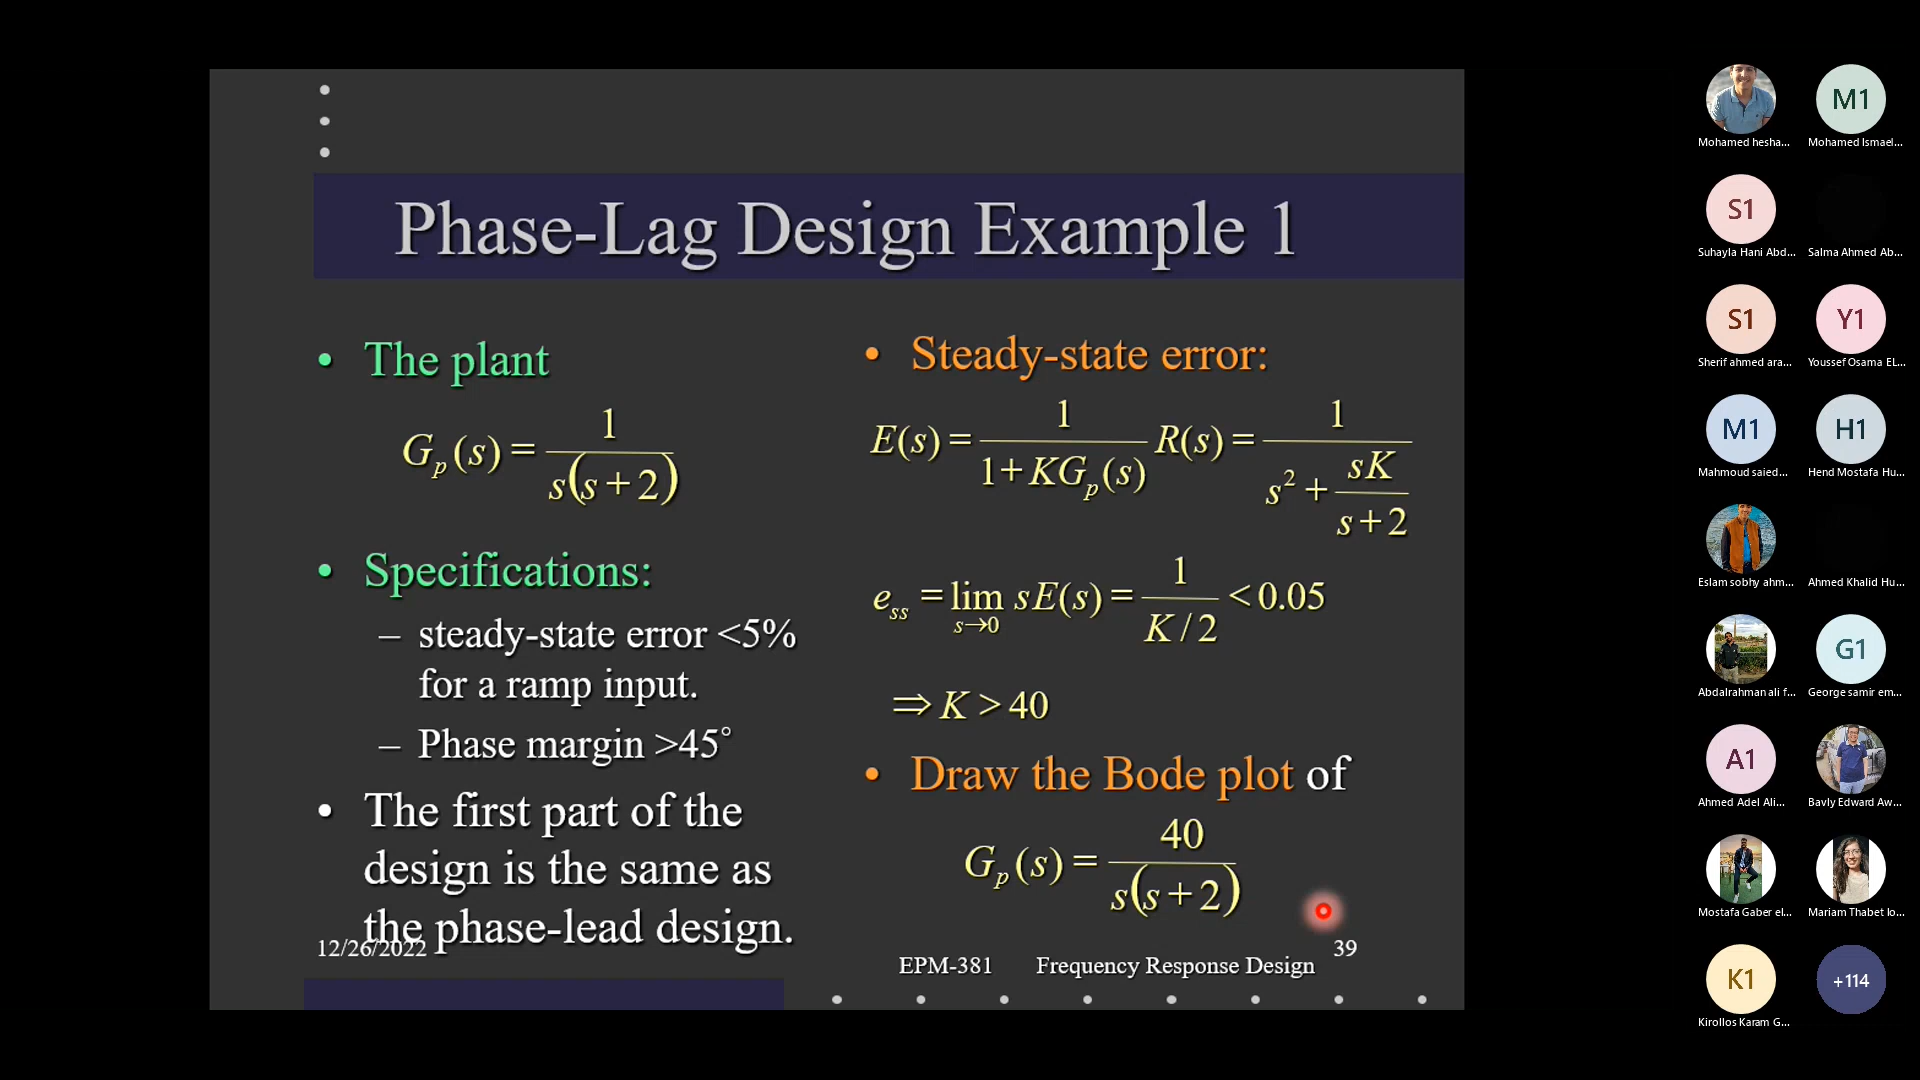 Phase-Lag Design Example 1
• The plant
G_p(s) = 1 / s(s+2)
• Specifications:
– steady-state error <5%
for a ramp input.
– Phase margin >45°
• The first part of the
design is the same as
the phase-lead design.
• Steady-state error:
E(s) = 1 / (1+KG_p(s)) R(s) = 1 / (s² + sK/(s+2))
e_ss = lim_{s→0} sE(s) = 1 / (K/2) < 0.05
⇒ K > 40
• Draw the Bode plot of
G_p(s) = 40 / s(s+2)
12/26/2022
EPM-381 Frequency Response Design
39
M1
Mohamed hesha... Mohamed Ismael...
S1
Suhayla Hani Abd... Salma Ahmed Ab...
S1 Y1
Sherif ahmed ara... Youssef Osama EL...
M1 H1
Mahmoud saied... Hend Mostafa Hu...
Eslam sobhy ahm... Ahmed Khalid Hu...
G1
Abdalrahman ali f... George samir em...
A1
Ahmed Adel Ali... Bavly Edward Aw...
Mostafa Gaber el... Mariam Thabet lo...
K1 +114
Kirollos Karam G...